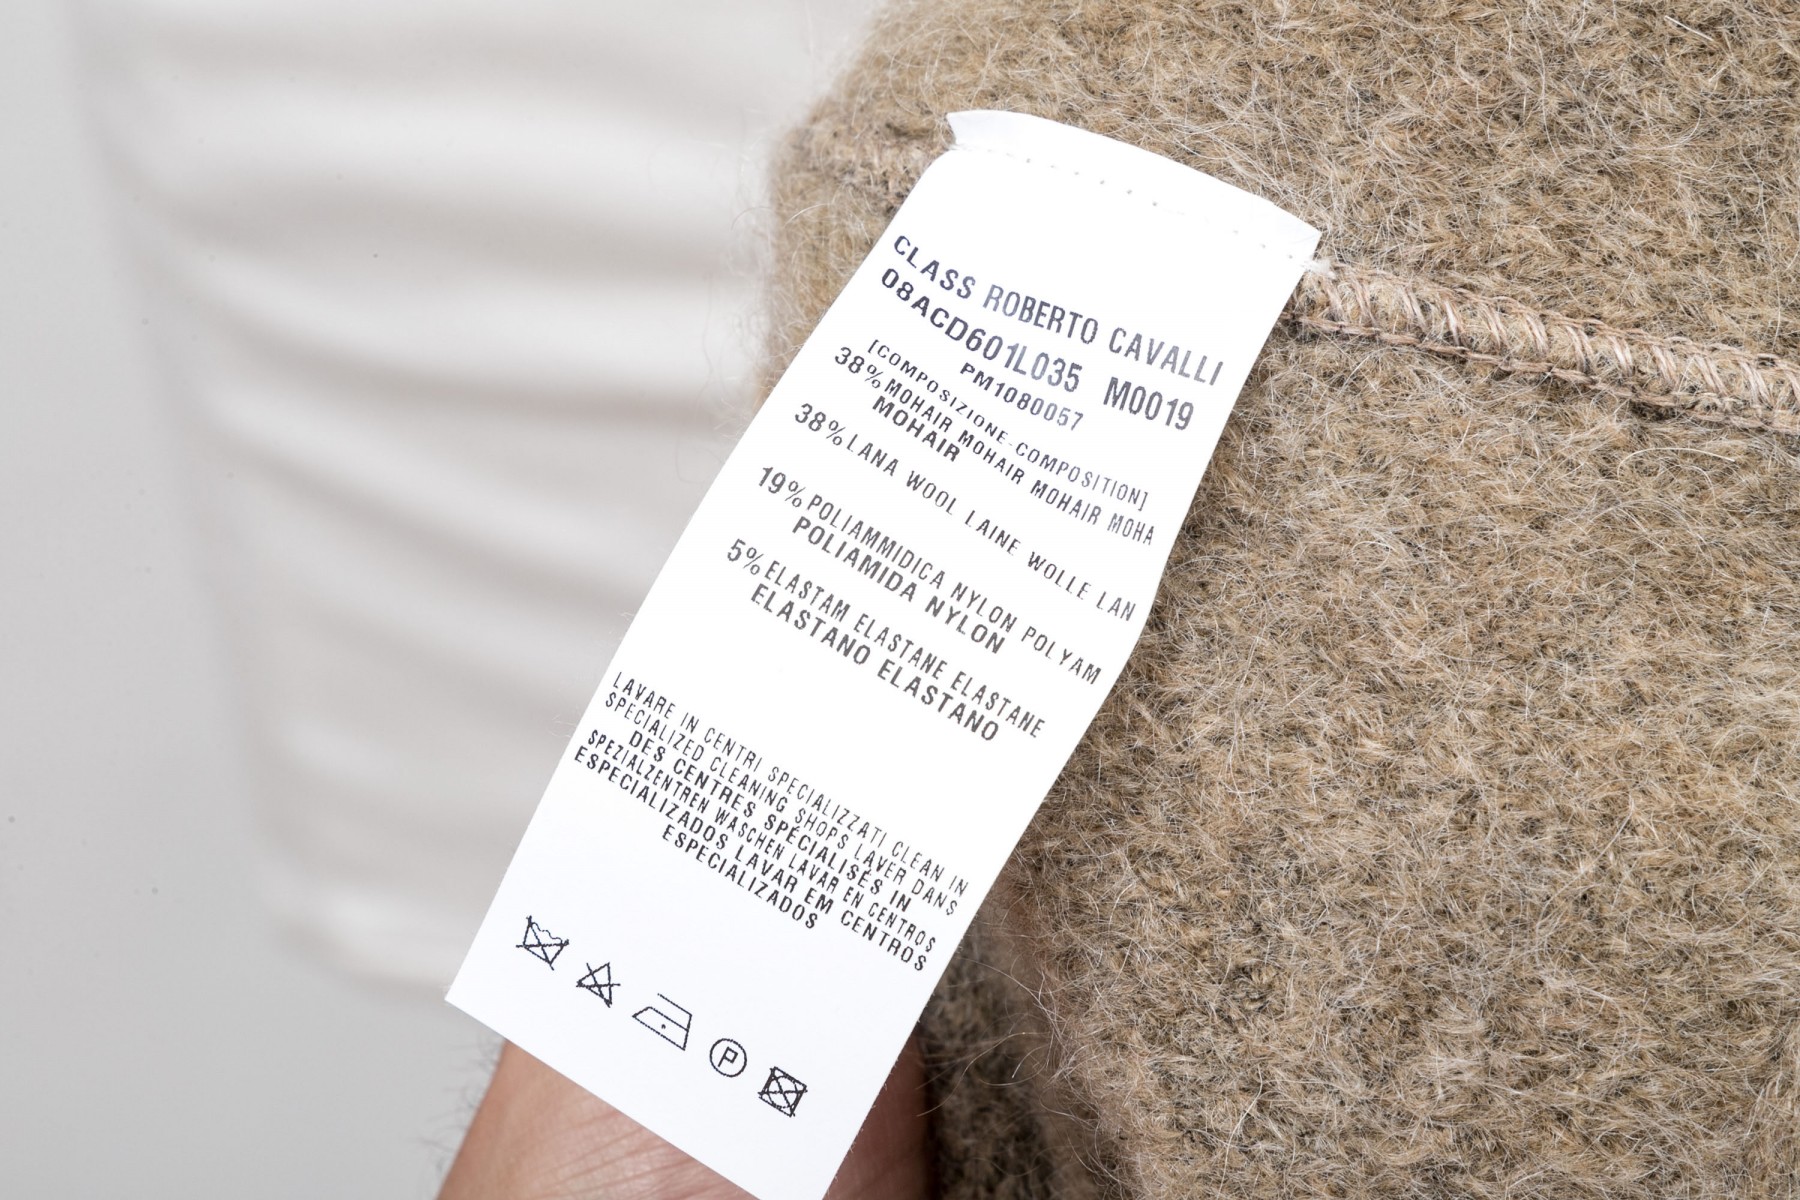 CLASS ROBERTO CAVALLI
08ACD601L035 M0019
PM1080057
[COMPOSIZIONE-COMPOSITION]
38%MOHAIR MOHAIR MOHAIR MOHA
MOHAIR
38%LANA WOOL LAINE WOLLE LAN
19%POLIAMMIDICA NYLON POLYAM
POLIAMIDA NYLON
5%ELASTAM ELASTANE ELASTANE
ELASTANO ELASTANO
LAVARE IN CENTRI SPECIALIZZATI CLEAN IN
SPECIALIZED CLEANING SHOPS LAVER DANS
DES CENTRES SPÉCIALISÉS IN
SPEZIALZENTREN WASCHEN LAVAR EN CENTROS
ESPECIALIZADOS LAVAR EM CENTROS
ESPECIALIZADOS
P